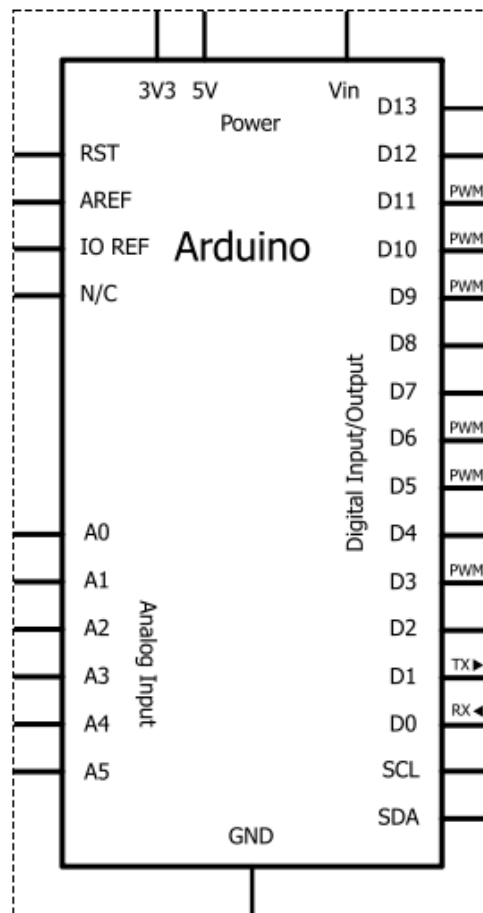 3V3 5V Vin
Power
RST
AREF
IO REF
N/C
Arduino
A0
A1
A2
A3
A4
A5
Analog Input
Digital Input/Output
D13
D12
D11 PWM
D10 PWM
D9 PWM
D8
D7
D6 PWM
D5 PWM
D4
D3 PWM
D2
D1 TX
D0 RX
SCL
SDA
GND